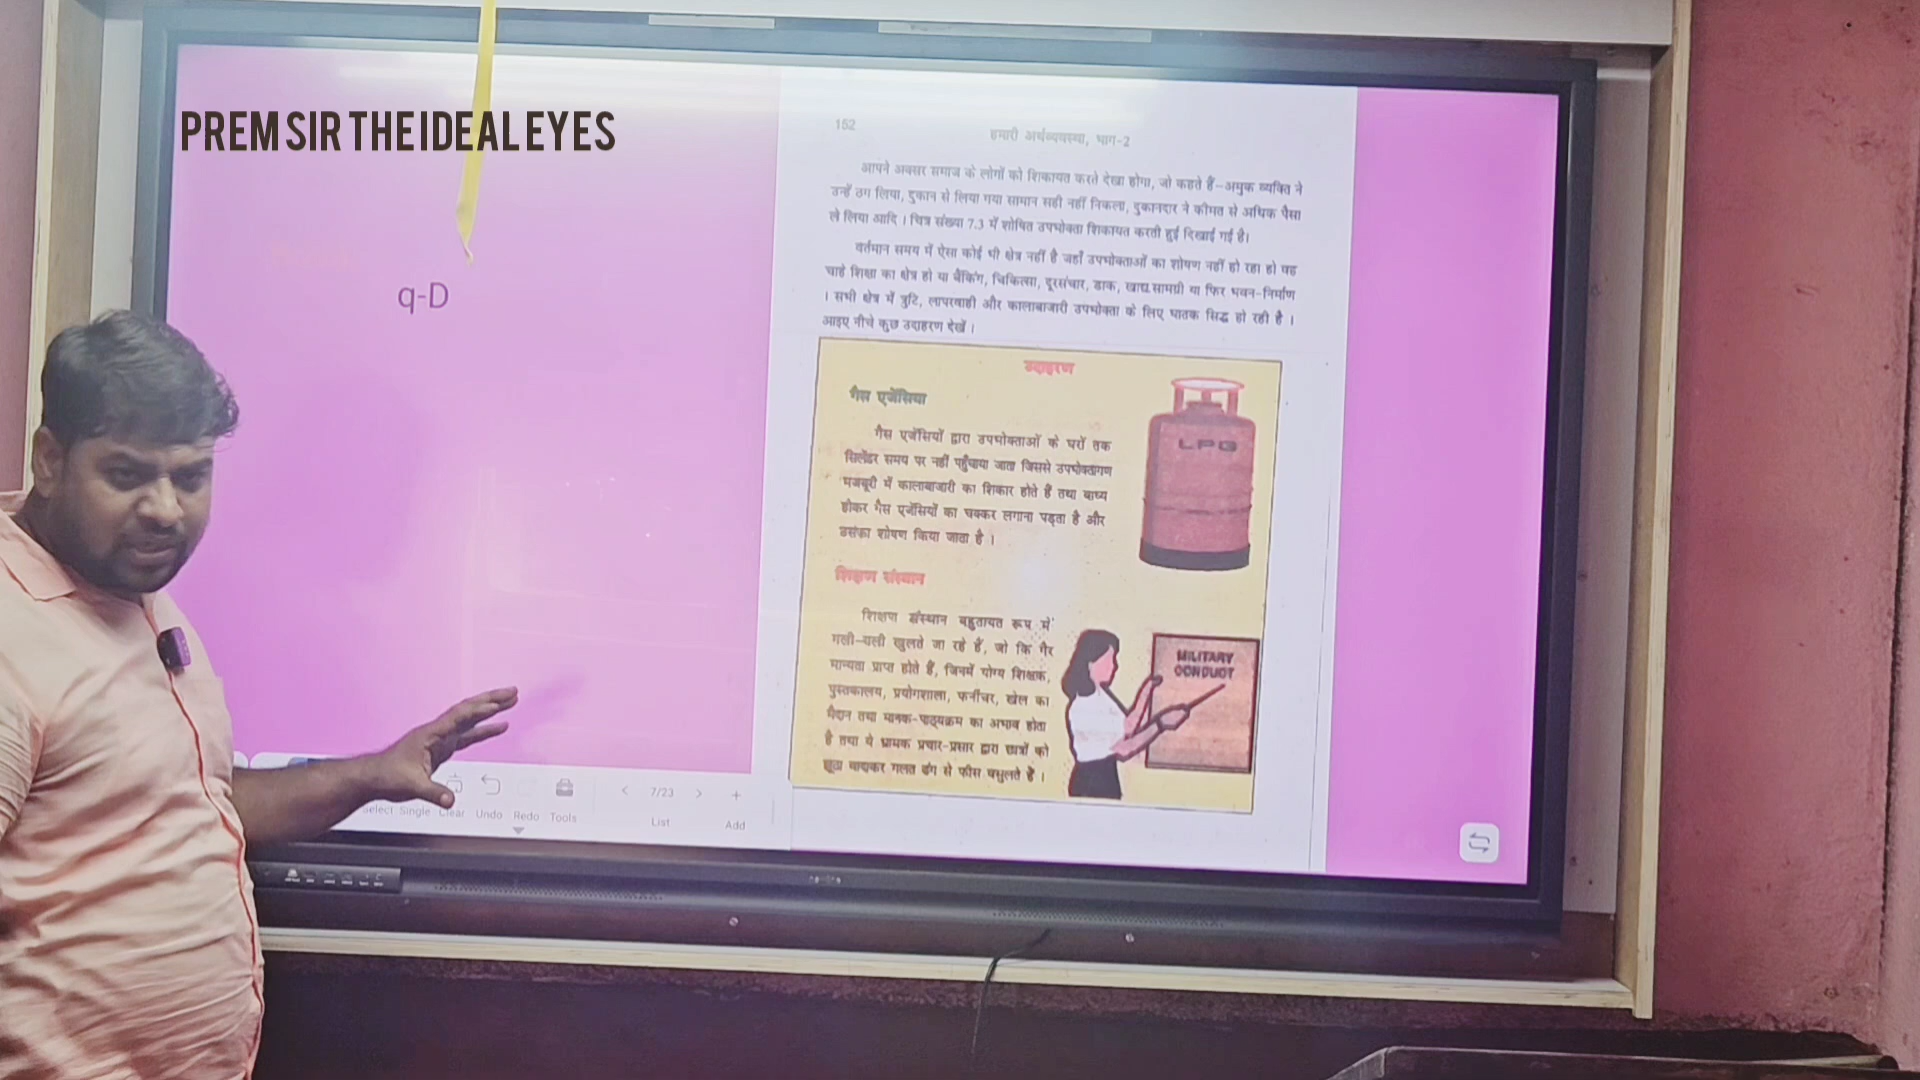 PREM SIR THE IDEAL EYES
q-D
152
हमारी अर्थव्यवस्था, भाग-2
आपने अक्सर समाज के लोगों को शिकायत करते देखा होगा, जो कहते हैं-अमुक व्यक्ति ने
उन्हें ठग लिया, दुकान से लिया गया सामान सही नहीं निकला, दुकानदार ने कीमत से अधिक पैसा
ले लिया आदि । चित्र संख्या 7.3 में शोषित उपभोक्ता शिकायत करती हुई दिखाई गई है।
वर्तमान समय में ऐसा कोई भी क्षेत्र नहीं है जहाँ उपभोक्ताओं का शोषण नहीं हो रहा हो वह
चाहे शिक्षा का क्षेत्र हो या बैंकिंग, चिकित्सा, दूरसंचार, डाक, खाद्य सामग्री या फिर भवन-निर्माण
। सभी क्षेत्र में त्रुटि, लापरवाही और कालाबाजारी उपभोक्ता के लिए घातक सिद्ध हो रही है ।
आइए नीचे कुछ उदाहरण देखें ।
उदाहरण
गैस एजेंसिया
गैस एजेंसियों द्वारा उपभोक्ताओं के घरों तक
सिलेंडर समय पर नहीं पहुँचाया जाता जिससे उपभोक्तागण
मजबूरी में कालाबाजारी का शिकार होते हैं तथा बाध्य
होकर गैस एजेंसियों का चक्कर लगाना पड़ता है और
उसका शोषण किया जाता है ।
LPG
शिक्षण संस्थान
शिक्षण संस्थान बहुतायत रूप में
गली-गली खुलते जा रहे हैं, जो कि गैर
मान्यता प्राप्त होते हैं, जिनमें योग्य शिक्षक,
पुस्तकालय, प्रयोगशाला, फर्नीचर, खेल का
मैदान तथा मानक-पाठ्यक्रम का अभाव होता
है तथा ये भ्रामक प्रचार-प्रसार द्वारा छात्रों को
झूठा वादाकर गलत ढंग से फीस वसुलते हैं ।
MILITARY
CONDUCT
Select Single Clear Undo Redo Tools
7/23
List
Add